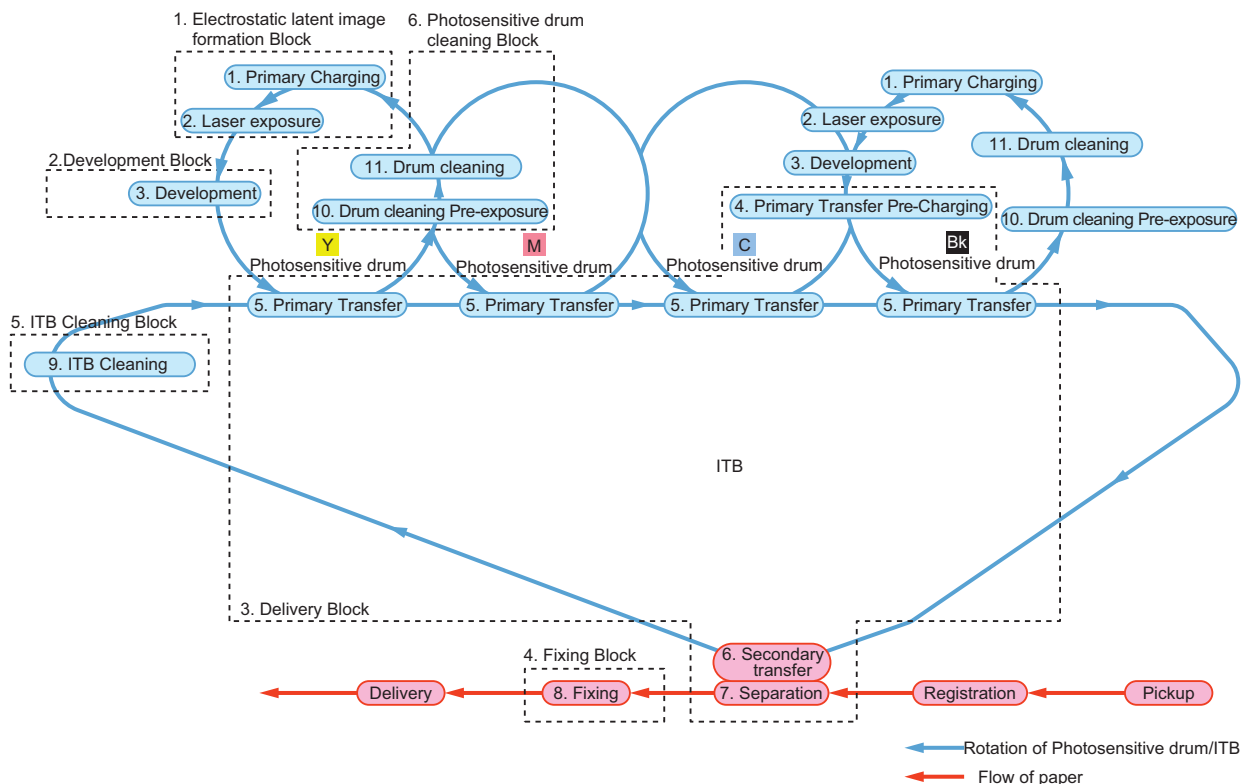 1. Electrostatic latent image
formation Block
6. Photosensitive drum
cleaning Block
1. Primary Charging
2. Laser exposure
2.Development Block
3. Development
11. Drum cleaning
10. Drum cleaning Pre-exposure
1. Primary Charging
2. Laser exposure
3. Development
11. Drum cleaning
4. Primary Transfer Pre-Charging
10. Drum cleaning Pre-exposure
Y
M
C
Bk
Photosensitive drum
Photosensitive drum
Photosensitive drum
Photosensitive drum
5. Primary Transfer
5. Primary Transfer
5. Primary Transfer
5. Primary Transfer
5. ITB Cleaning Block
9. ITB Cleaning
ITB
3. Delivery Block
4. Fixing Block
6. Secondary
transfer
Delivery
8. Fixing
7. Separation
Registration
Pickup
Rotation of Photosensitive drum/ITB
Flow of paper